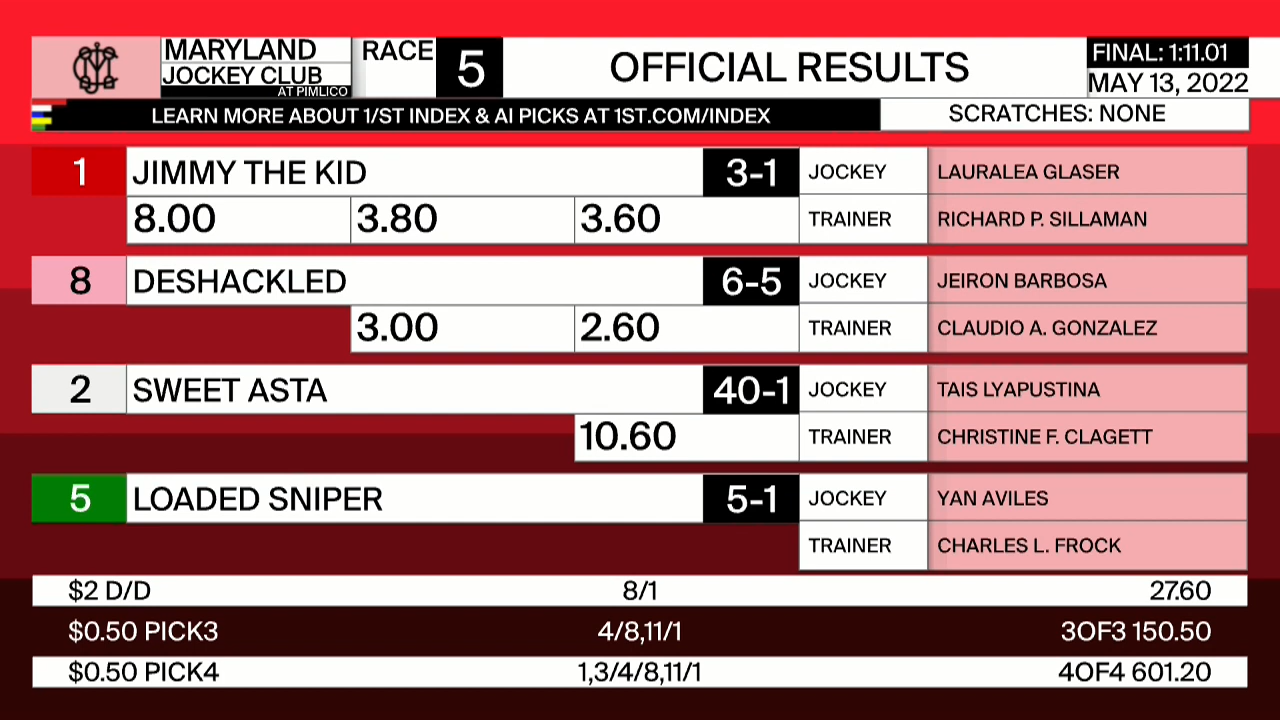 MARYLAND
JOCKEY CLUB
AT PIMLICO
RACE 5
OFFICIAL RESULTS
FINAL: 1:11.01
MAY 13, 2022
LEARN MORE ABOUT 1/ST INDEX & AI PICKS AT 1ST.COM/INDEX
SCRATCHES: NONE
1 JIMMY THE KID 3-1 JOCKEY LAURALEA GLASER
8.00 3.80 3.60 TRAINER RICHARD P. SILLAMAN
8 DESHACKLED 6-5 JOCKEY JEIRON BARBOSA
3.00 2.60 TRAINER CLAUDIO A. GONZALEZ
2 SWEET ASTA 40-1 JOCKEY TAIS LYAPUSTINA
10.60 TRAINER CHRISTINE F. CLAGETT
5 LOADED SNIPER 5-1 JOCKEY YAN AVILES
TRAINER CHARLES L. FROCK
$2 D/D 8/1 27.60
$0.50 PICK3 4/8,11/1 3OF3 150.50
$0.50 PICK4 1,3/4/8,11/1 4OF4 601.20